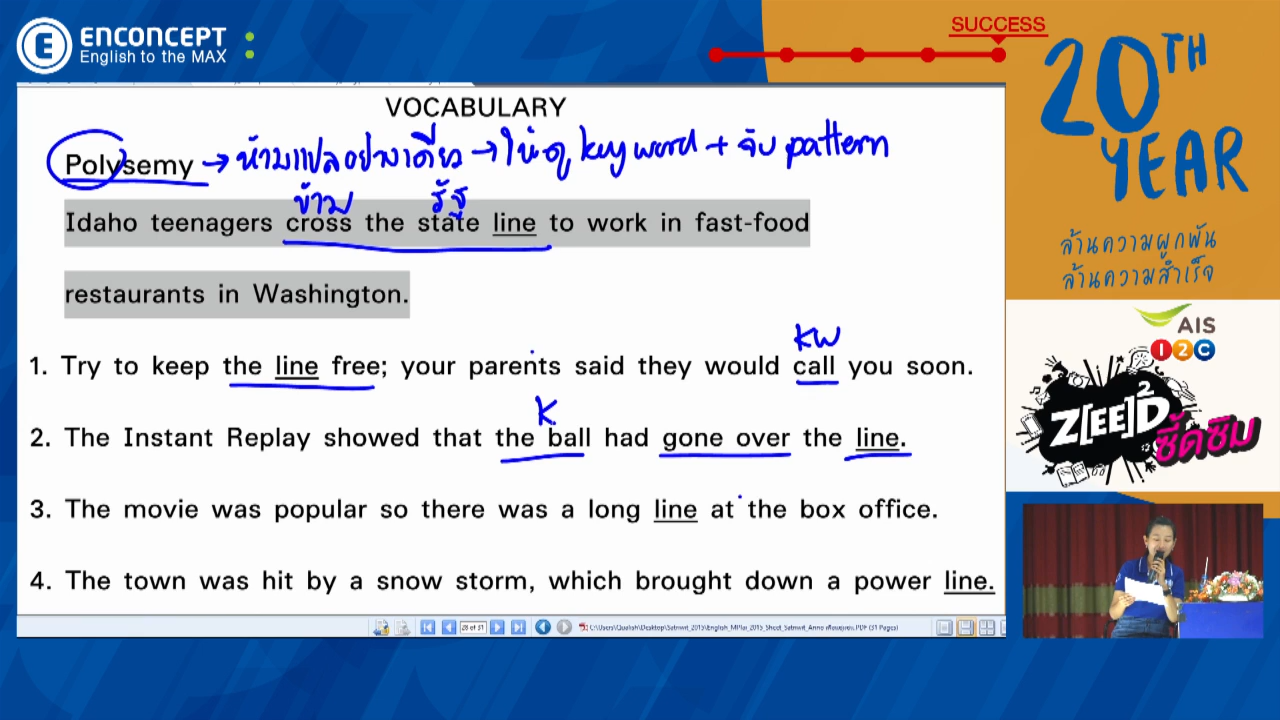 ENCONCEPT
English to the MAX
SUCCESS
20TH
YEAR
ล้านความผูกพัน
ล้านความสำเร็จ
AIS
12C
Z[EE]D2
ซี้ดซิม
VOCABULARY
Polysemy → ห้ามแปลอย่างเดียว → ให้ดู key word + จับ pattern
ข้าม รัฐ
Idaho teenagers cross the state line to work in fast-food
restaurants in Washington.
KW
1. Try to keep the line free; your parents said they would call you soon.
K
2. The Instant Replay showed that the ball had gone over the line.
3. The movie was popular so there was a long line at the box office.
4. The town was hit by a snow storm, which brought down a power line.
28 of 31